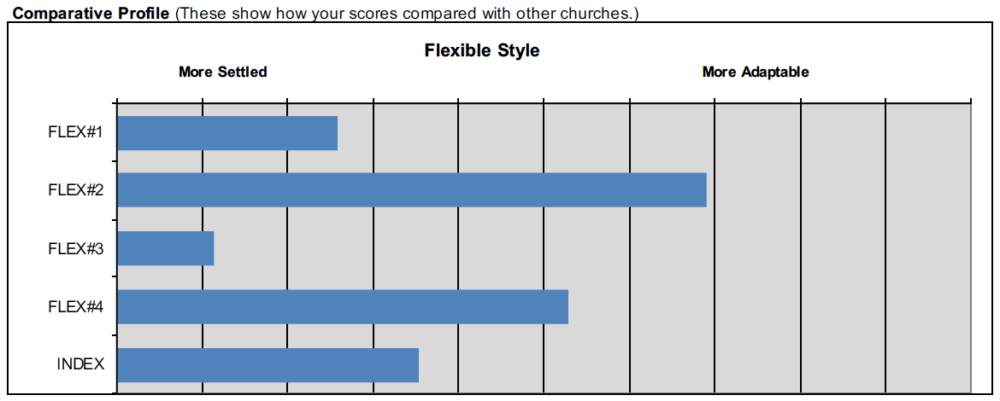 Comparative Profile (These show how your scores compared with other churches.)
Flexible Style
More Settled More Adaptable
FLEX#1
FLEX#2
FLEX#3
FLEX#4
INDEX